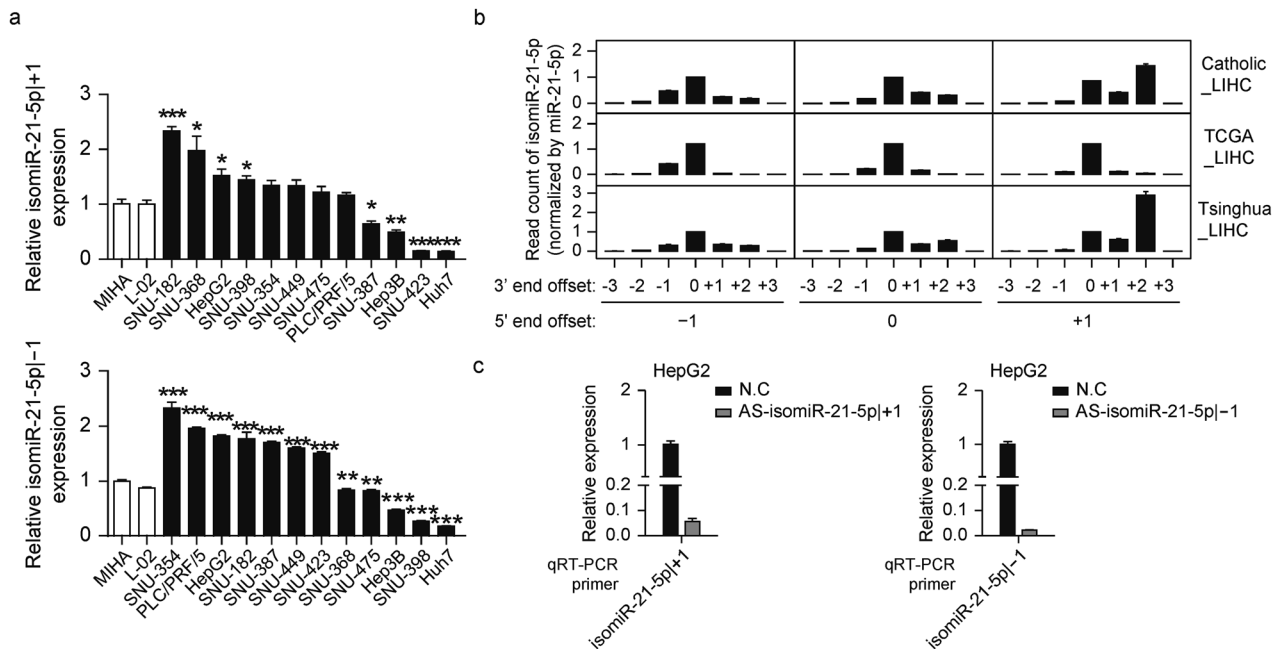 a
Relative isomiR-21-5p|+1
expression
3
2
1
0
***
*
*
*
*
**
***
***
MIHA
L-02
SNU-182
SNU-368
HepG2
SNU-398
SNU-354
SNU-449
SNU-475
PLC/PRF/5
SNU-387
Hep3B
SNU-423
Huh7
Relative isomiR-21-5p|−1
expression
3
2
1
0
***
***
***
***
***
***
***
**
**
***
***
***
MIHA
L-02
SNU-354
PLC/PRF/5
HepG2
SNU-182
SNU-387
SNU-449
SNU-423
SNU-368
SNU-475
Hep3B
SNU-398
Huh7
b
Read count of isomiR-21-5p
(normalized by miR-21-5p)
2
1
0
Catholic
_LIHC
2
1
0
TCGA
_LIHC
3
2
1
0
Tsinghua
_LIHC
3' end offset: -3 -2 -1 0 +1 +2 +3 -3 -2 -1 0 +1 +2 +3 -3 -2 -1 0 +1 +2 +3
5' end offset: −1 0 +1
c
HepG2
Relative expression
2
1
0.2
0.1
0.0
N.C
AS-isomiR-21-5p|+1
qRT-PCR
primer
isomiR-21-5p|+1
HepG2
Relative expression
2
1
0.2
0.1
0.0
N.C
AS-isomiR-21-5p|−1
qRT-PCR
primer
isomiR-21-5p|−1